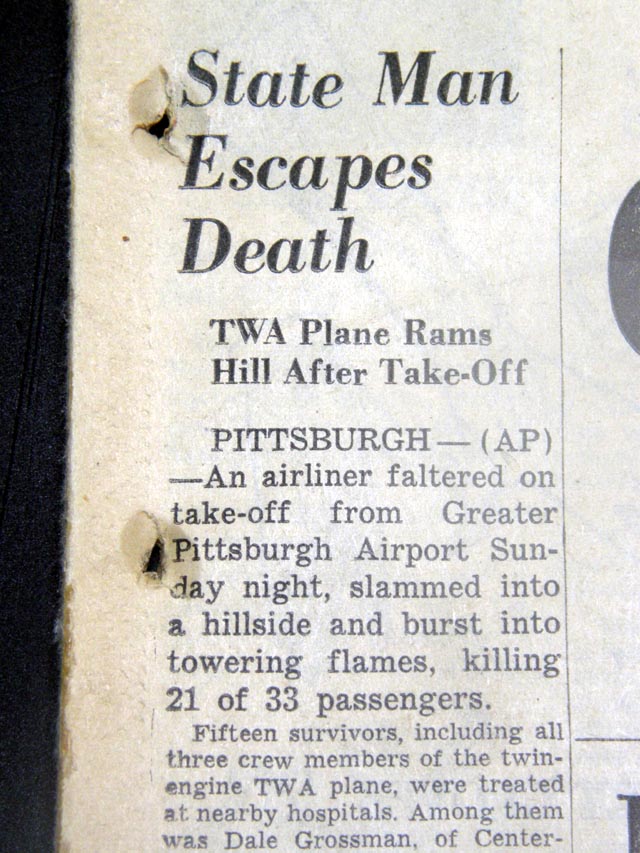 State Man
Escapes
Death
TWA Plane Rams
Hill After Take-Off
PITTSBURGH — (AP)
—An airliner faltered on
take-off from Greater
Pittsburgh Airport Sun-
day night, slammed into
a hillside and burst into
towering flames, killing
21 of 33 passengers.
Fifteen survivors, including all
three crew members of the twin-
engine TWA plane, were treated
at nearby hospitals. Among them
was Dale Grossman, of Center-